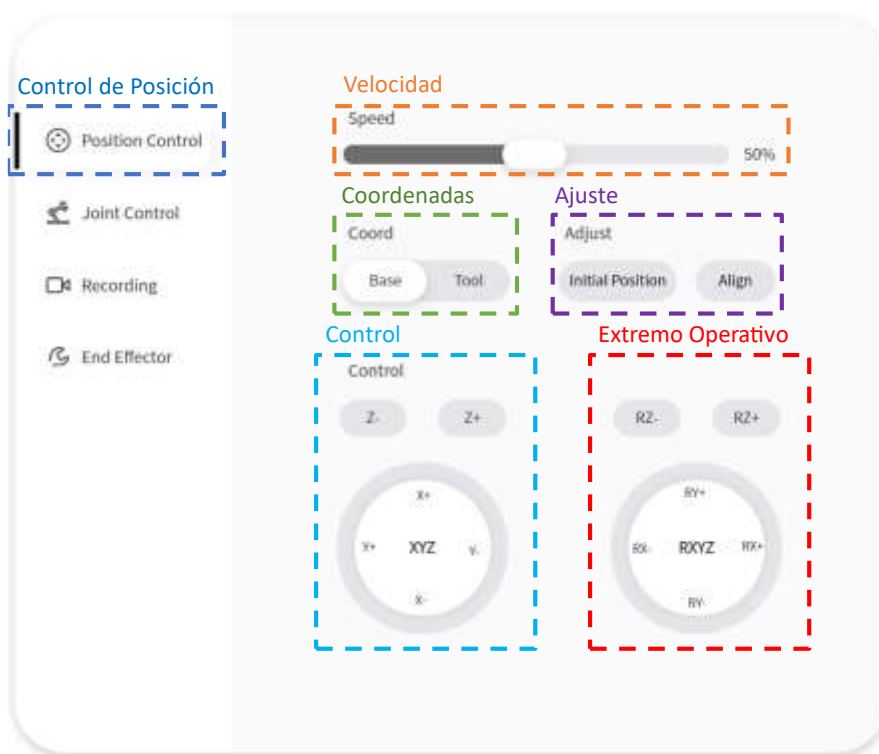 Control de Posición
Position Control
Joint Control
Recording
End Effector
Velocidad
Speed
50%
Coordenadas
Coord
Base Tool
Ajuste
Adjust
Initial Position Align
Control
Control
Z- Z+
X+
X+ XYZ Y-
X-
Extremo Operativo
RZ- RZ+
RY+
RX- RXYZ RX+
RY-